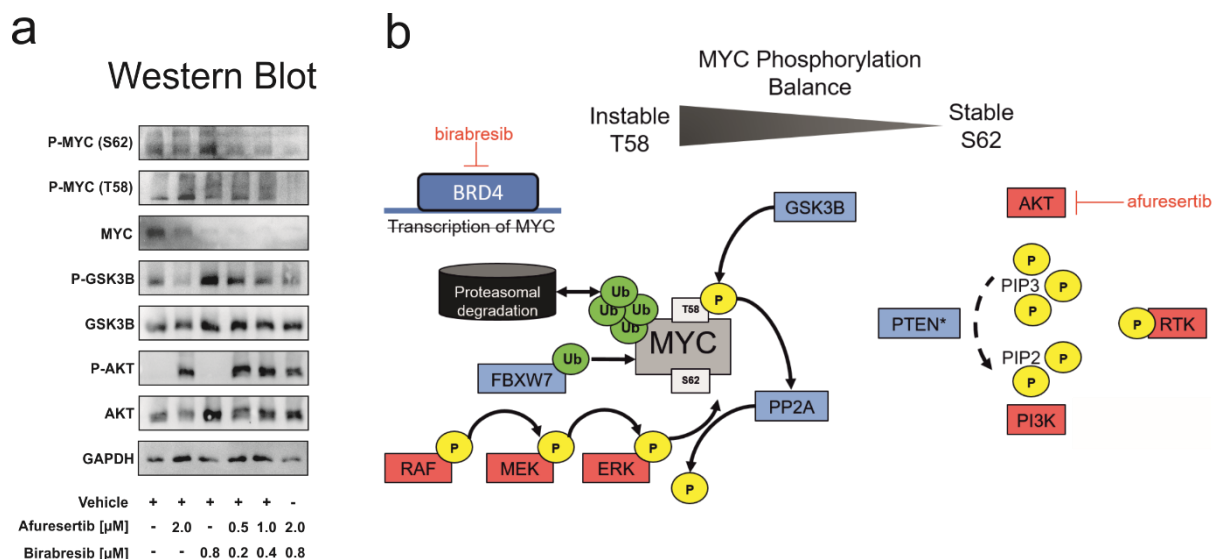 a
Western Blot
P-MYC (S62)
P-MYC (T58)
MYC
P-GSK3B
GSK3B
P-AKT
AKT
GAPDH
Vehicle + + + + + -
Afuresertib [µM] - 2.0 - 0.5 1.0 2.0
Birabresib [µM] - - 0.8 0.2 0.4 0.8
b
MYC Phosphorylation
Balance
Instable
T58
Stable
S62
birabresib
BRD4
Transcription of MYC
GSK3B
AKT
afuresertib
Proteasomal
degradation
Ub
Ub
Ub
Ub
T58
P
MYC
S62
FBXW7
Ub
PP2A
P
RAF
P
MEK
P
ERK
P
P
PIP3
P
P
PTEN*
P
RTK
PIP2
P
P
PI3K